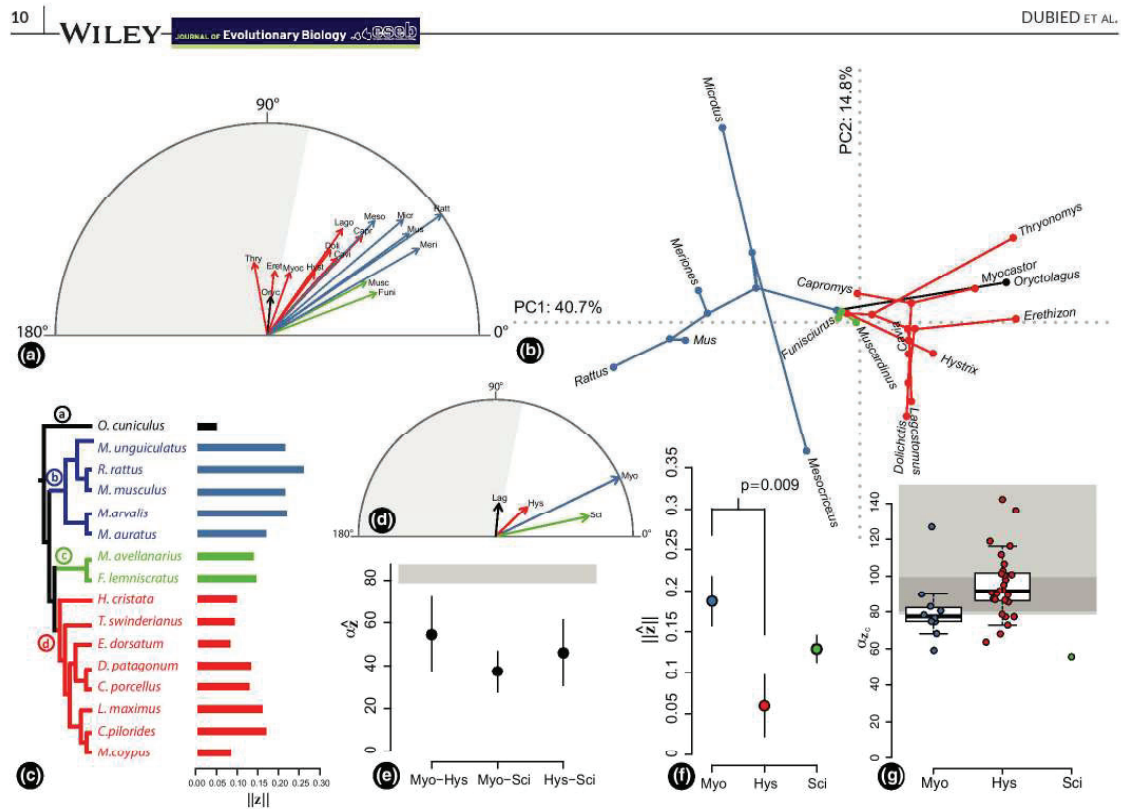 10
WILEY
JOURNAL OF Evolutionary Biology eseb
DUBIED ET AL.
90°
180°
0°
Thry
Eret
Myoc
Oryc
Hyst
Doli
Cavi
Lago
Capr
Meso
Micr
Mus
Ratt
Meri
Musc
Funi
(a)
PC1: 40.7%
PC2: 14.8%
Microtus
Meriones
Mus
Rattus
Mesocricetus
Funisciurus
Muscardinus
Capromys
Cavia
Thryonomys
Myocastor
Oryctolagus
Erethizon
Hystrix
Lagostomus
Dolichotis
(b)
a
b
c
d
O. cuniculus
M. unguiculatus
R. rattus
M. musculus
M.arvalis
M. auratus
M. avellanarius
F. lemniscratus
H. cristata
T. swinderianus
E. dorsatum
D. patagonum
C. porcellus
L. maximus
C.pilorides
M.coypus
0.00 0.05 0.10 0.15 0.20 0.25 0.30
||z||
(c)
90°
180°
0°
Lag
Hys
Myo
Sci
(d)
αẑ
0 20 40 60 80
Myo–Hys Myo–Sci Hys–Sci
(e)
||ẑ||
0 0.05 0.1 0.15 0.2 0.25 0.3 0.35
p=0.009
Myo Hys Sci
(f)
αzc
0 20 40 60 80 100 120 140
Myo Hys Sci
(g)